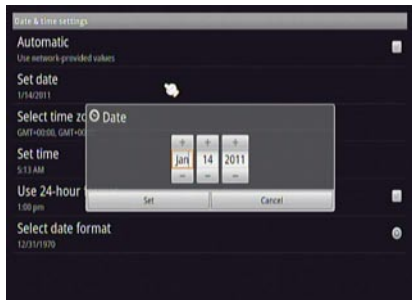 Date & time settings
Automatic
Use network-provided values
Set date
1/14/2011
Select time zo
GMT+00:00, GMT+00
Date
+ + +
Jan 14 2011
- - -
Set Cancel
Set time
5:13 AM
Use 24-hour f
1:00 pm
Select date format
12/31/1970